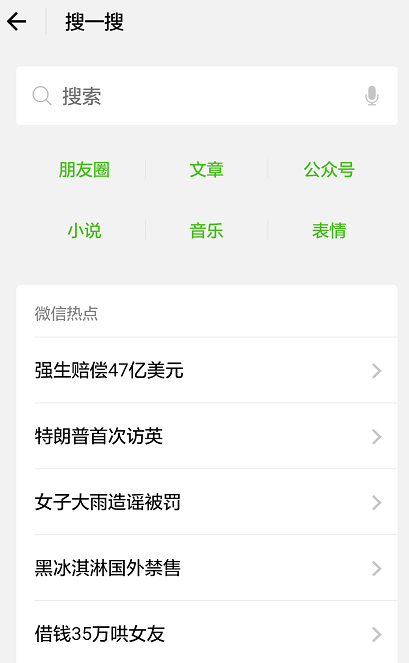 搜一搜
搜索
朋友圈 文章 公众号
小说 音乐 表情
微信热点
强生赔偿47亿美元
特朗普首次访英
女子大雨造谣被罚
黑冰淇淋国外禁售
借钱35万哄女友